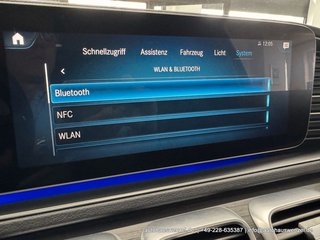 12:05
Schnellzugriff Assistenz Fahrzeug Licht System
WLAN & BLUETOOTH
Bluetooth
NFC
WLAN